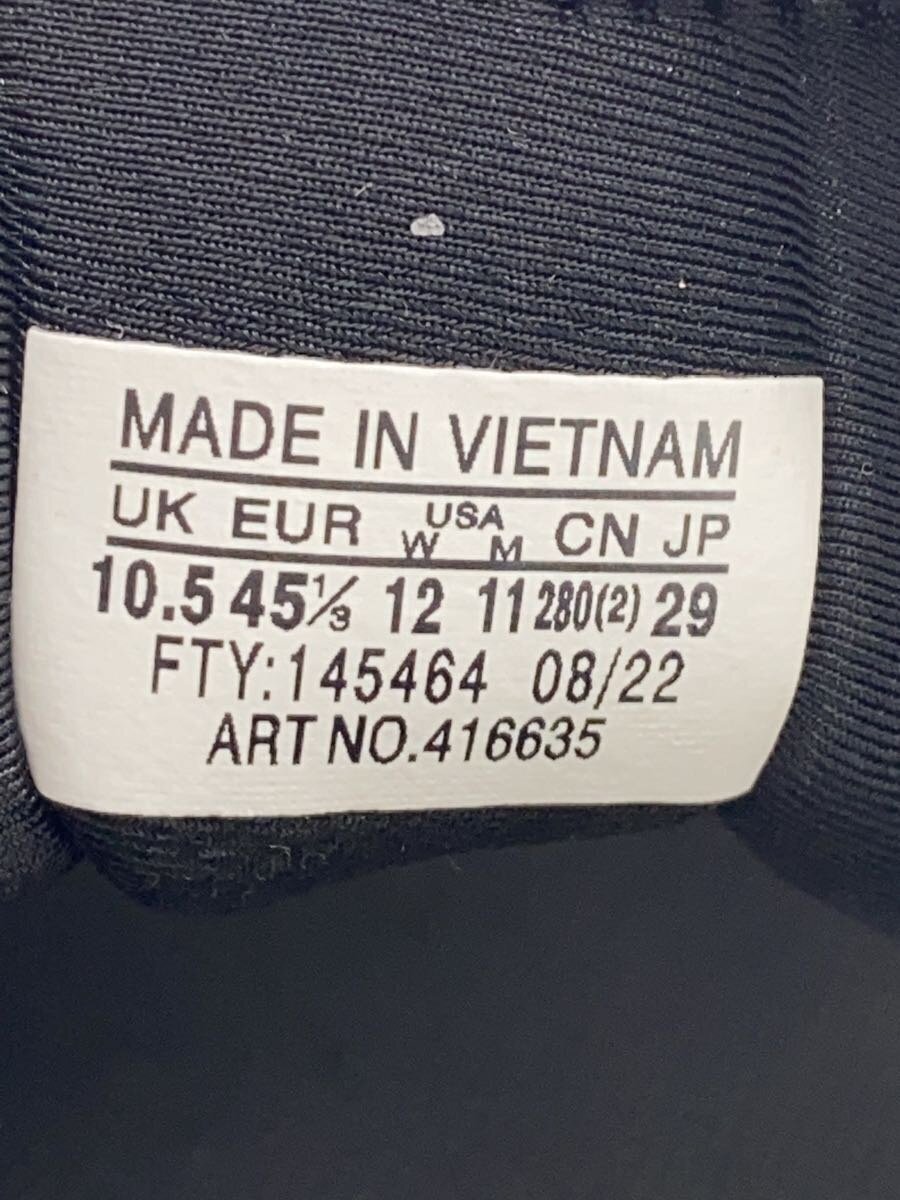 MADE IN VIETNAM
UK EUR W USA M CN JP
10.5 45⅓ 12 11 280(2) 29
FTY:145464 08/22
ART NO.416635